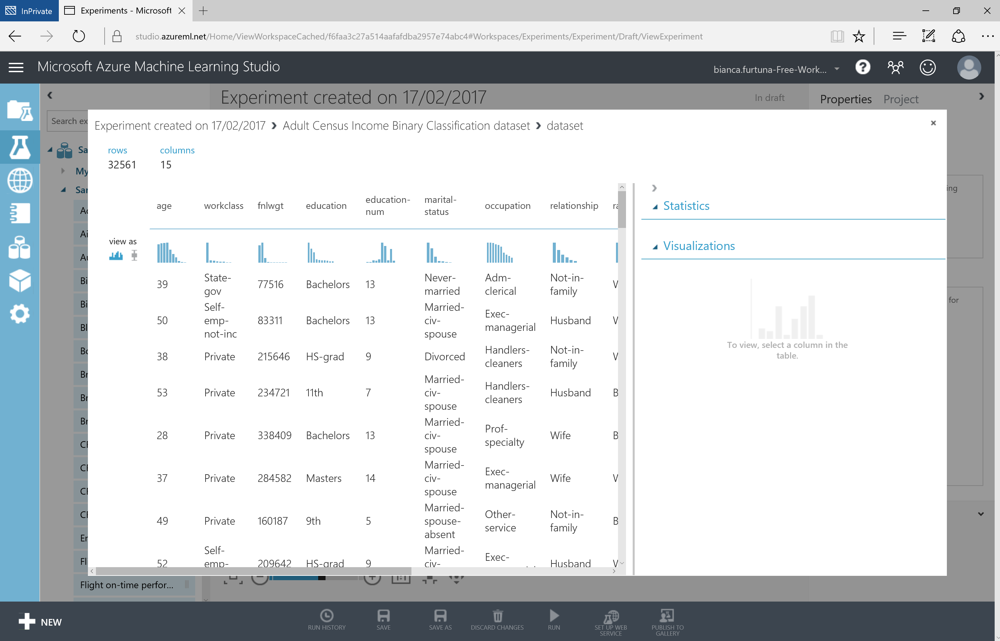 InPrivate
Experiments - Microsoft
studio.azureml.net/Home/ViewWorkspaceCached/f6faa3c27a514aafafdba2957e74abc4#Workspaces/Experiments/Experiment/Draft/ViewExperiment
Microsoft Azure Machine Learning Studio
bianca.furtuna-Free-Work...
Experiment created on 17/02/2017
In draft
Properties Project
Search ex
Experiment created on 17/02/2017 Adult Census Income Binary Classification dataset dataset
rows columns
32561 15
Sa
My
Sar
Ai
Bi
Bi
Bl
Br
Br
Br
Er
Flight on-time perfor...
ing
for
age workclass fnlwgt education education-num marital-status occupation relationship
view as
39 State-gov 77516 Bachelors 13 Never-married Adm-clerical Not-in-family
50 Self-emp-not-inc 83311 Bachelors 13 Married-civ-spouse Exec-managerial Husband
38 Private 215646 HS-grad 9 Divorced Handlers-cleaners Not-in-family
53 Private 234721 11th 7 Married-civ-spouse Handlers-cleaners Husband B
28 Private 338409 Bachelors 13 Married-civ-spouse Prof-specialty Wife B
37 Private 284582 Masters 14 Married-civ-spouse Exec-managerial Wife
49 Private 160187 9th 5 Married-spouse-absent Other-service Not-in-family B
52 Self-emp- 209642 HS-grad 9 Married-civ- Exec- Husband
Statistics
Visualizations
To view, select a column in the
table.
NEW
RUN HISTORY
SAVE
SAVE AS
DISCARD CHANGES
RUN
SET UP WEB
SERVICE
PUBLISH TO
GALLERY